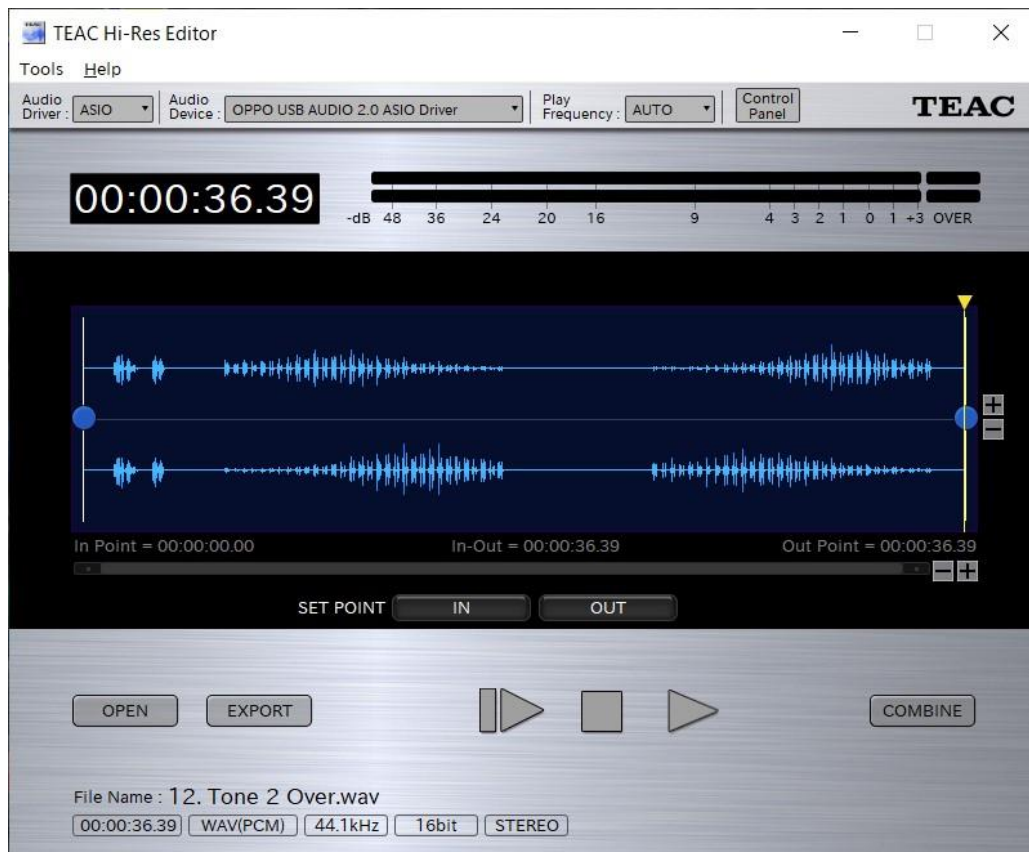 TEAC Hi-Res Editor
Tools Help
Audio Driver : ASIO Audio Device : OPPO USB AUDIO 2.0 ASIO Driver Play Frequency : AUTO Control Panel TEAC
00:00:36.39
-dB 48 36 24 20 16 9 4 3 2 1 0 1 +3 OVER
In Point = 00:00:00.00 In-Out = 00:00:36.39 Out Point = 00:00:36.39
SET POINT IN OUT
OPEN EXPORT COMBINE
File Name : 12. Tone 2 Over.wav
00:00:36.39 WAV(PCM) 44.1kHz 16bit STEREO